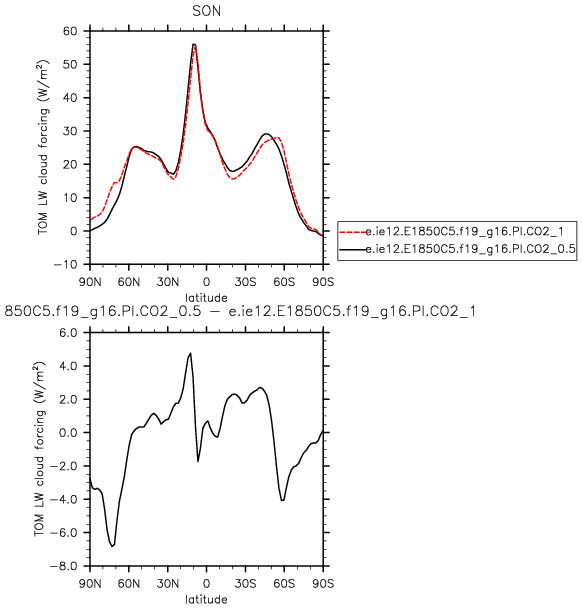 SON
60
50
40
30
20
10
0
-10
TOM LW cloud forcing (W/m²)
90N 60N 30N 0 30S 60S 90S
latitude
e.ie12.E1850C5.f19_g16.PI.CO2_1
e.ie12.E1850C5.f19_g16.PI.CO2_0.5
850C5.f19_g16.PI.CO2_0.5 - e.ie12.E1850C5.f19_g16.PI.CO2_1
6.0
4.0
2.0
0.0
-2.0
-4.0
-6.0
-8.0
TOM LW cloud forcing (W/m²)
90N 60N 30N 0 30S 60S 90S
latitude